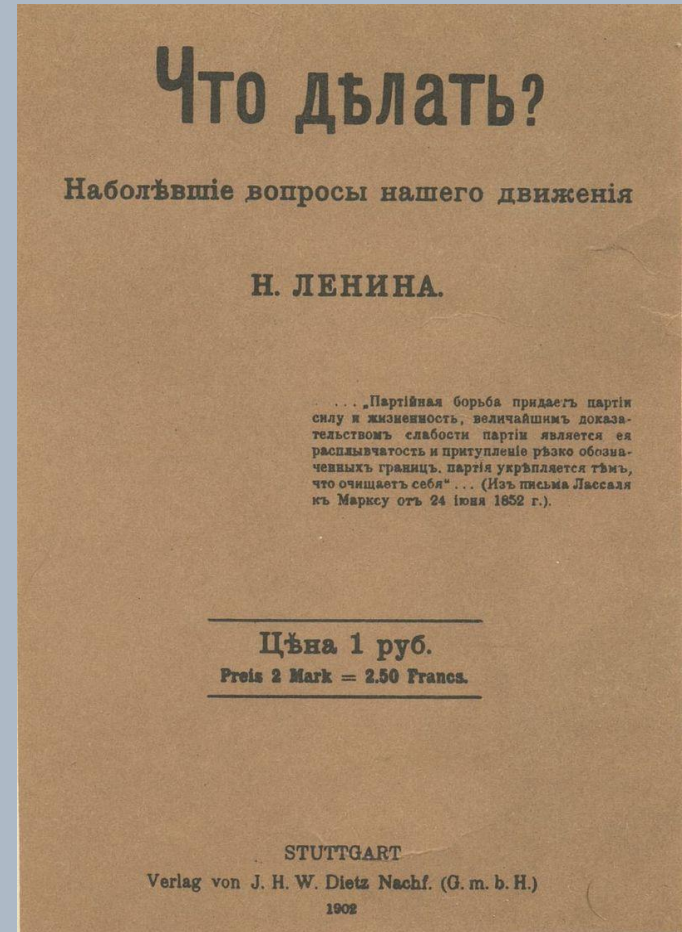 Что дѣлать?
Наболѣвшіе вопросы нашего движенія
Н. ЛЕНИНА.
. . . . „Партійная борьба придаетъ партіи
силу и жизненность, величайшимъ доказа-
тельствомъ слабости партіи является ея
расплывчатость и притупленіе рѣзко обозна-
ченныхъ границъ, партія укрѣпляется тѣмъ,
что очищаетъ себя“ . . . (Изъ письма Лассаля
къ Марксу отъ 24 іюня 1852 г.).
Цѣна 1 руб.
Preis 2 Mark = 2.50 Francs.
STUTTGART
Verlag von J. H. W. Dietz Nachf. (G. m. b. H.)
1902